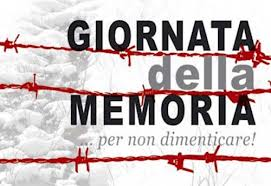 GIORNATA
della
MEMORIA
... per non dimenticare!